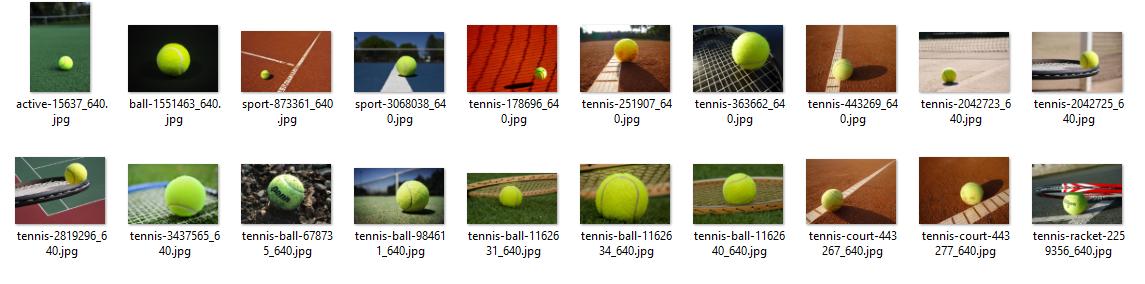 active-15637_640.
jpg
ball-1551463_640.
jpg
sport-873361_640
.jpg
sport-3068038_64
0.jpg
tennis-178696_64
0.jpg
tennis-251907_64
0.jpg
tennis-363662_64
0.jpg
tennis-443269_64
0.jpg
tennis-2042723_6
40.jpg
tennis-2042725_6
40.jpg
tennis-2819296_6
40.jpg
tennis-3437565_6
40.jpg
tennis-ball-67873
5_640.jpg
tennis-ball-98461
1_640.jpg
tennis-ball-11626
31_640.jpg
tennis-ball-11626
34_640.jpg
tennis-ball-11626
40_640.jpg
tennis-court-443
267_640.jpg
tennis-court-443
277_640.jpg
tennis-racket-225
9356_640.jpg